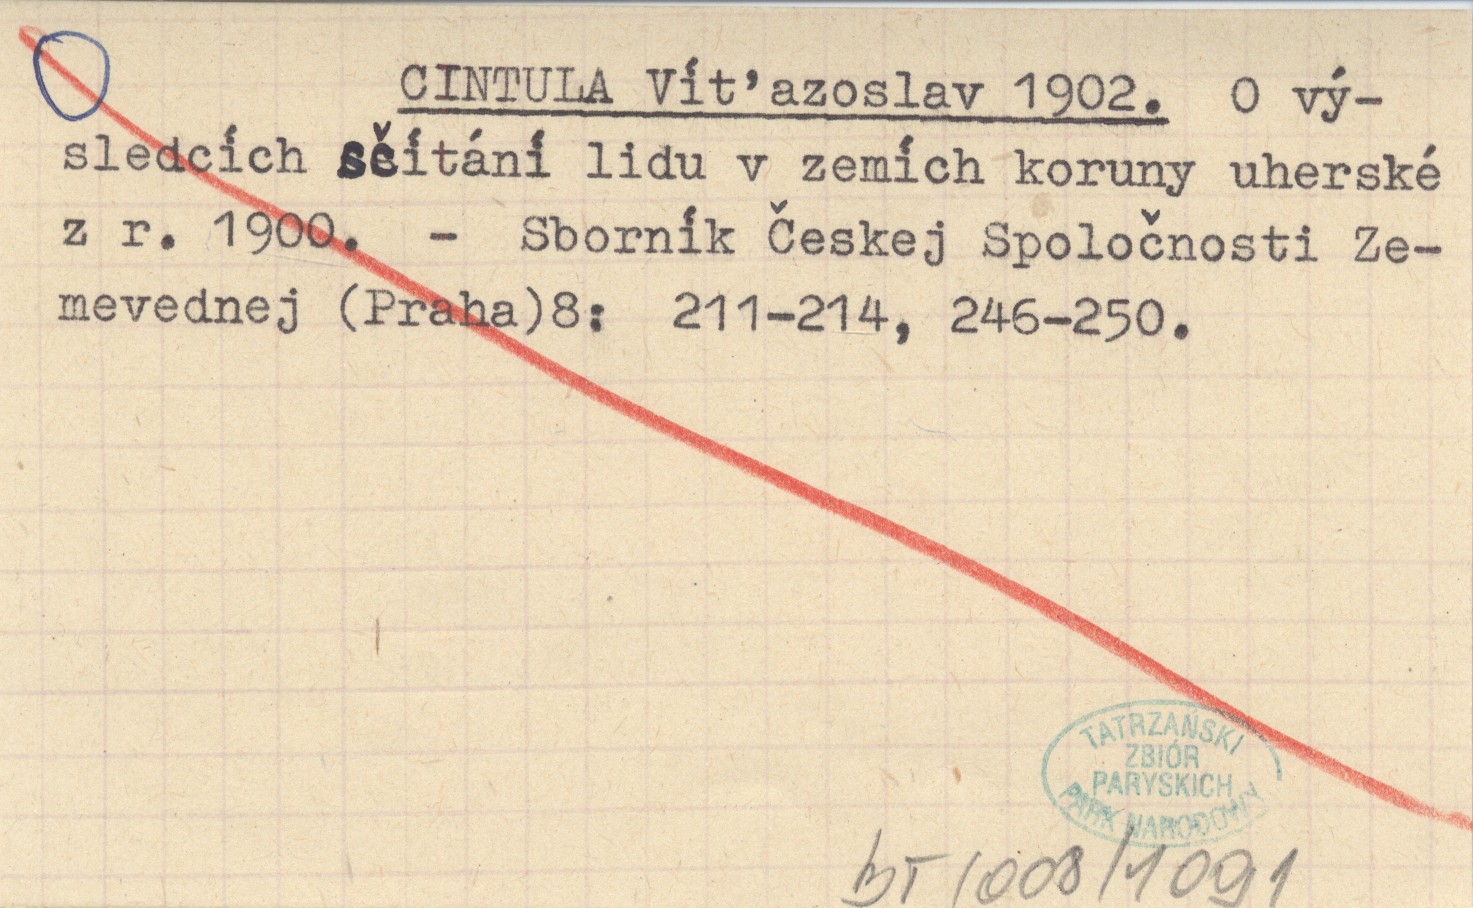 CINTULA Vít'azoslav 1902. O vý-
sledcích sčítání lidu v zemích koruny uherské
z r. 1900. - Sborník Českej Spoločnosti Ze-
mevednej (Praha)8: 211-214, 246-250.
TATRZAŃSKI
ZBIÓR
PARYSKICH
PARK NARODOWY
BT/008/1091